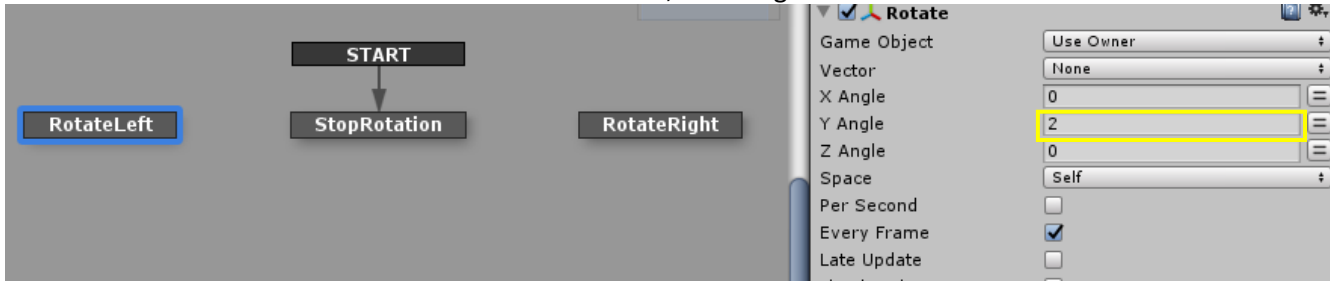 START
RotateLeft
StopRotation
RotateRight
Rotate
Game Object Use Owner
Vector None
X Angle 0
Y Angle 2
Z Angle 0
Space Self
Per Second
Every Frame
Late Update